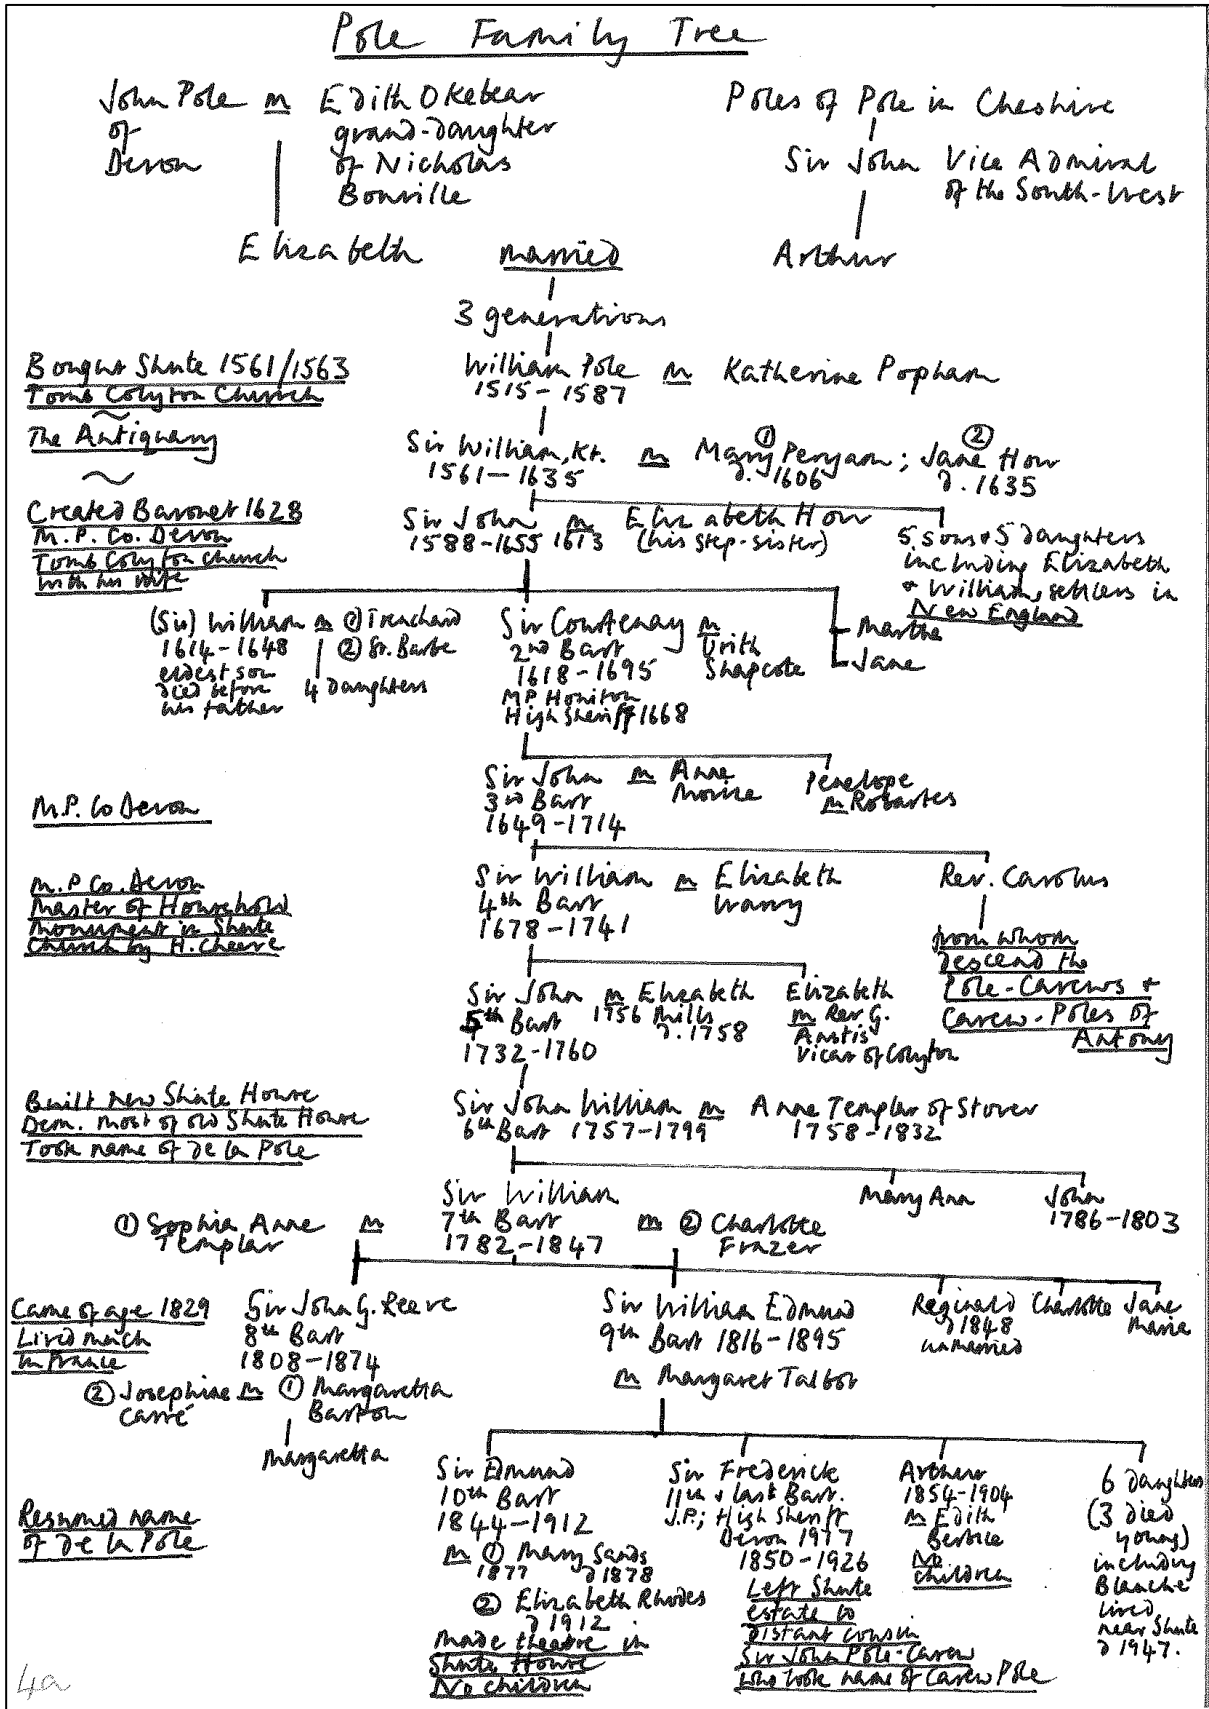 Pole Family Tree
John Pole m Edith Okebear
of grand-daughter
Devon of Nicholas
Bonville
Poles of Pole in Cheshire
Sir John Vice Admiral
of the South-West
Elizabeth married Arthur
3 generations
Bought Shute 1561/1563
Tomb Colyton Church
William Pole m Katherine Popham
1515-1587
The Antiquary
① ②
Sir William, Kt. m Mary Peryam; Jane How
1561-1635 d. 1606 d. 1635
Created Baronet 1628
M.P. Co. Devon
Tomb Colyton Church
with his wife
Sir John m Elizabeth How
1588-1655 1613 (his step-sister)
5 sons & 5 daughters
including Elizabeth
& William, settlers in
New England
(Sir) William m ① Trenchard
1614-1648 ② St. Barbe
eldest son
died before 4 daughters
his father
Sir Courtenay m
2nd Bart Urith
1618-1695 Shapcote
MP Honiton
High Sheriff 1668
Martha
Jane
M.P. Co Devon
Sir John m Anne
3rd Bart Morice
1649-1714
Penelope
m Robartes
M.P Co. Devon
Master of Household
Monument in Shute
Church by H. Cheere
Sir William m Elizabeth
4th Bart Warry
1678-1741
Rev. Carolus
from whom
descend the
Pole-Carews &
Carew-Poles of
Antony
Sir John m Elizabeth
5th Bart 1756 Mills
1732-1760 d. 1758
Elizabeth
m Rev G.
Anstis
Vicar of Colyton
Built new Shute House
Dem. most of old Shute House
Took name of de la Pole
Sir John William m Anne Templar of Stover
6th Bart 1757-1799 1758-1832
① Sophia Anne m
Templar
Sir William
7th Bart m ② Charlotte
1782-1847 Frazer
Mary Ann
John
1786-1803
Came of age 1829
Lived much
in France
Sir John G. Reeve
8th Bart
1808-1874
② Josephine m ① Margaretta
Carré Barton
Margaretta
Sir William Edmund
9th Bart 1816-1895
m Margaret Talbot
Reginald
d 1848
unmarried
Charlotte
Jane
Maria
Resumed name
of de la Pole
Sir Edmund
10th Bart
1844-1912
m ① Mary Sands
1877 d 1878
② Elizabeth Rhodes
d 1912
made theatre in
Shute House
No children
Sir Frederick
11th & last Bart.
J.P.; High Sheriff
Devon 1917
1850-1926
Left Shute
estate to
distant cousin
Sir John Pole-Carew
who took name of Carew Pole
Arthur
1854-1904
m Edith
No
children
6 daughters
(3 died
young)
including
Blanche
lived
near Shute
d 1947.
4a